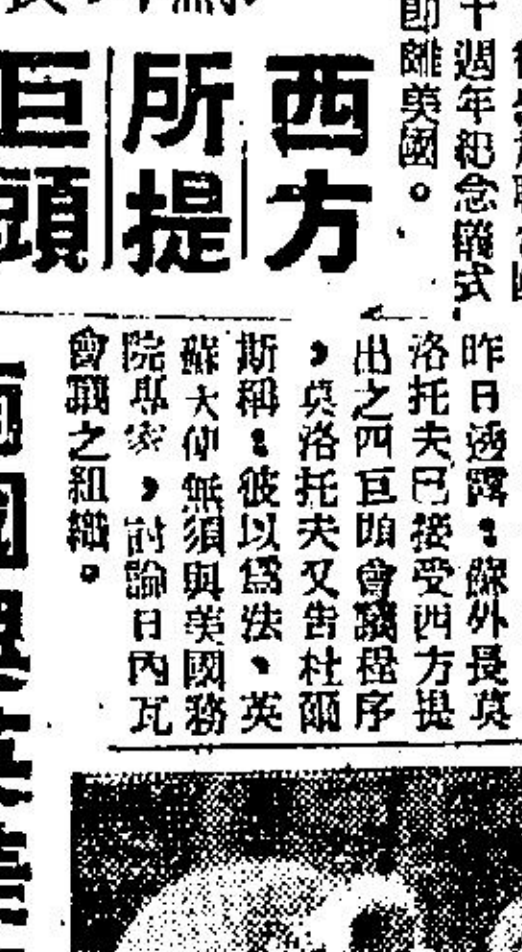 十週年紀念儀式
節離美國。
西方
所提
巨頭
昨日透露：蘇外長莫
洛托夫已接受西方提
出之四巨頭會議程序
，莫洛托夫又告杜爾
斯稱：彼以爲法、英
蘇大使無須與美國務
院專家，討論日內瓦
會議之組織。